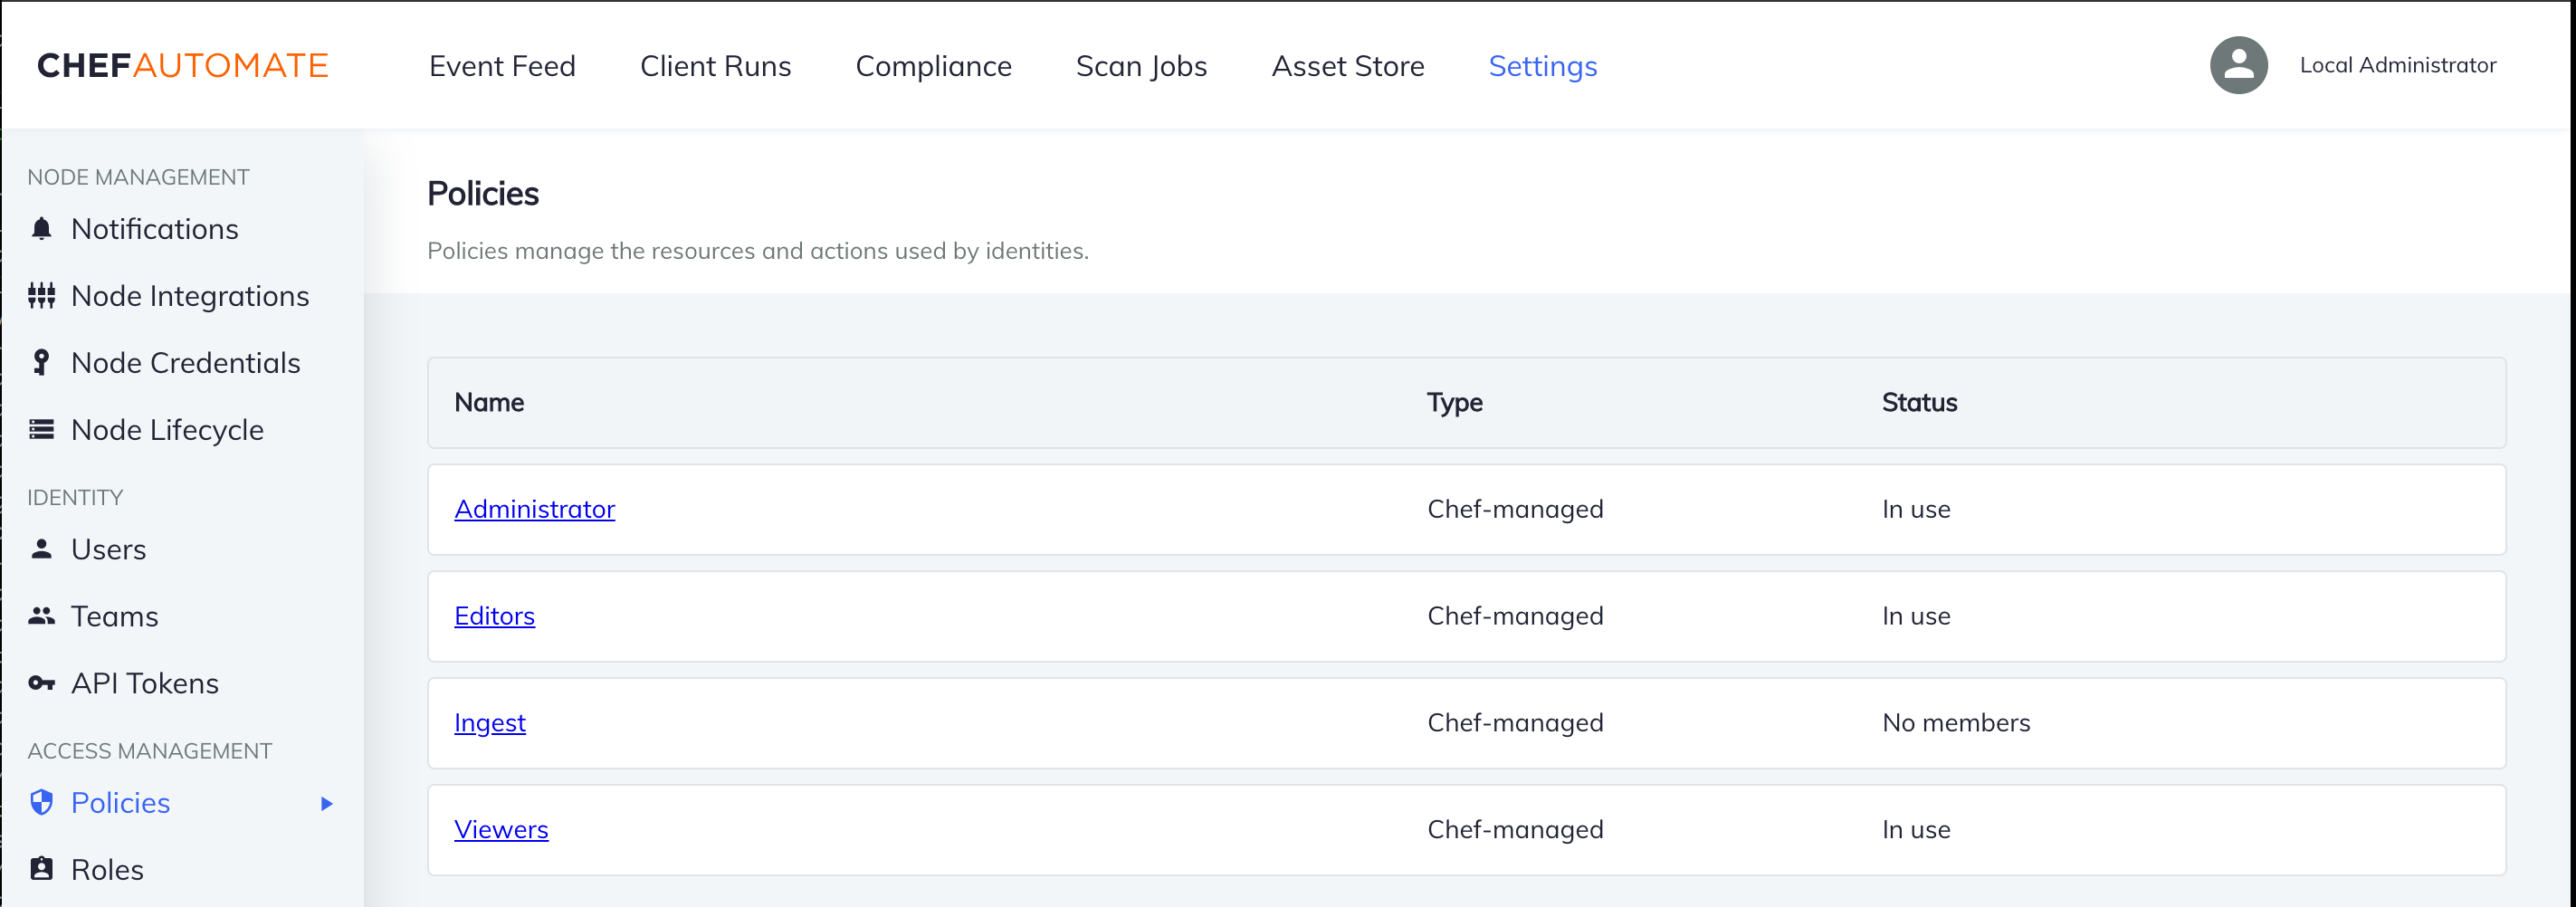 CHEFAUTOMATE Event Feed Client Runs Compliance Scan Jobs Asset Store Settings Local Administrator
NODE MANAGEMENT
Notifications
Node Integrations
Node Credentials
Node Lifecycle
IDENTITY
Users
Teams
API Tokens
ACCESS MANAGEMENT
Policies
Roles
Policies
Policies manage the resources and actions used by identities.
Name Type Status
Administrator Chef-managed In use
Editors Chef-managed In use
Ingest Chef-managed No members
Viewers Chef-managed In use